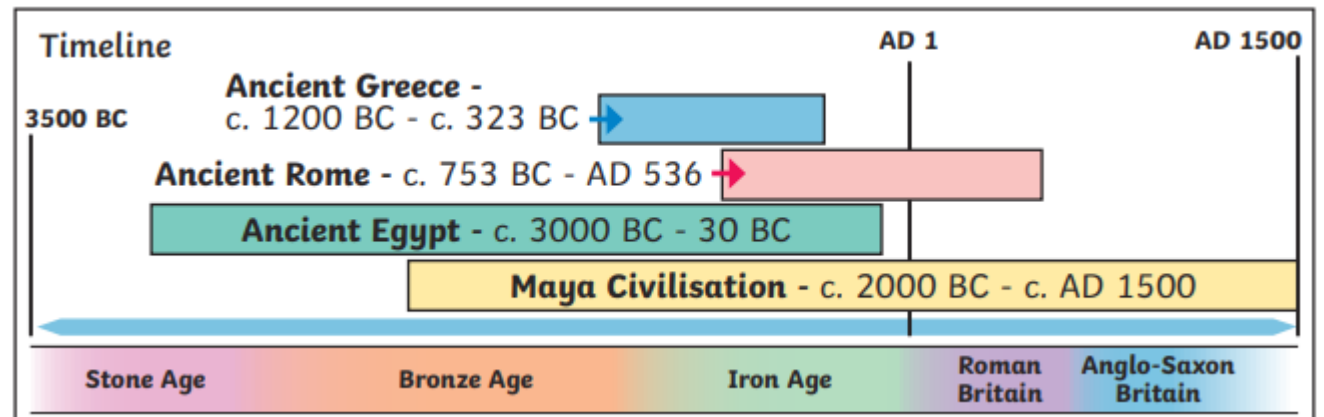 Timeline
AD 1
AD 1500
3500 BC
Ancient Greece -
c. 1200 BC - c. 323 BC
Ancient Rome - c. 753 BC - AD 536
Ancient Egypt - c. 3000 BC - 30 BC
Maya Civilisation - c. 2000 BC - c. AD 1500
Stone Age
Bronze Age
Iron Age
Roman
Britain
Anglo-Saxon
Britain